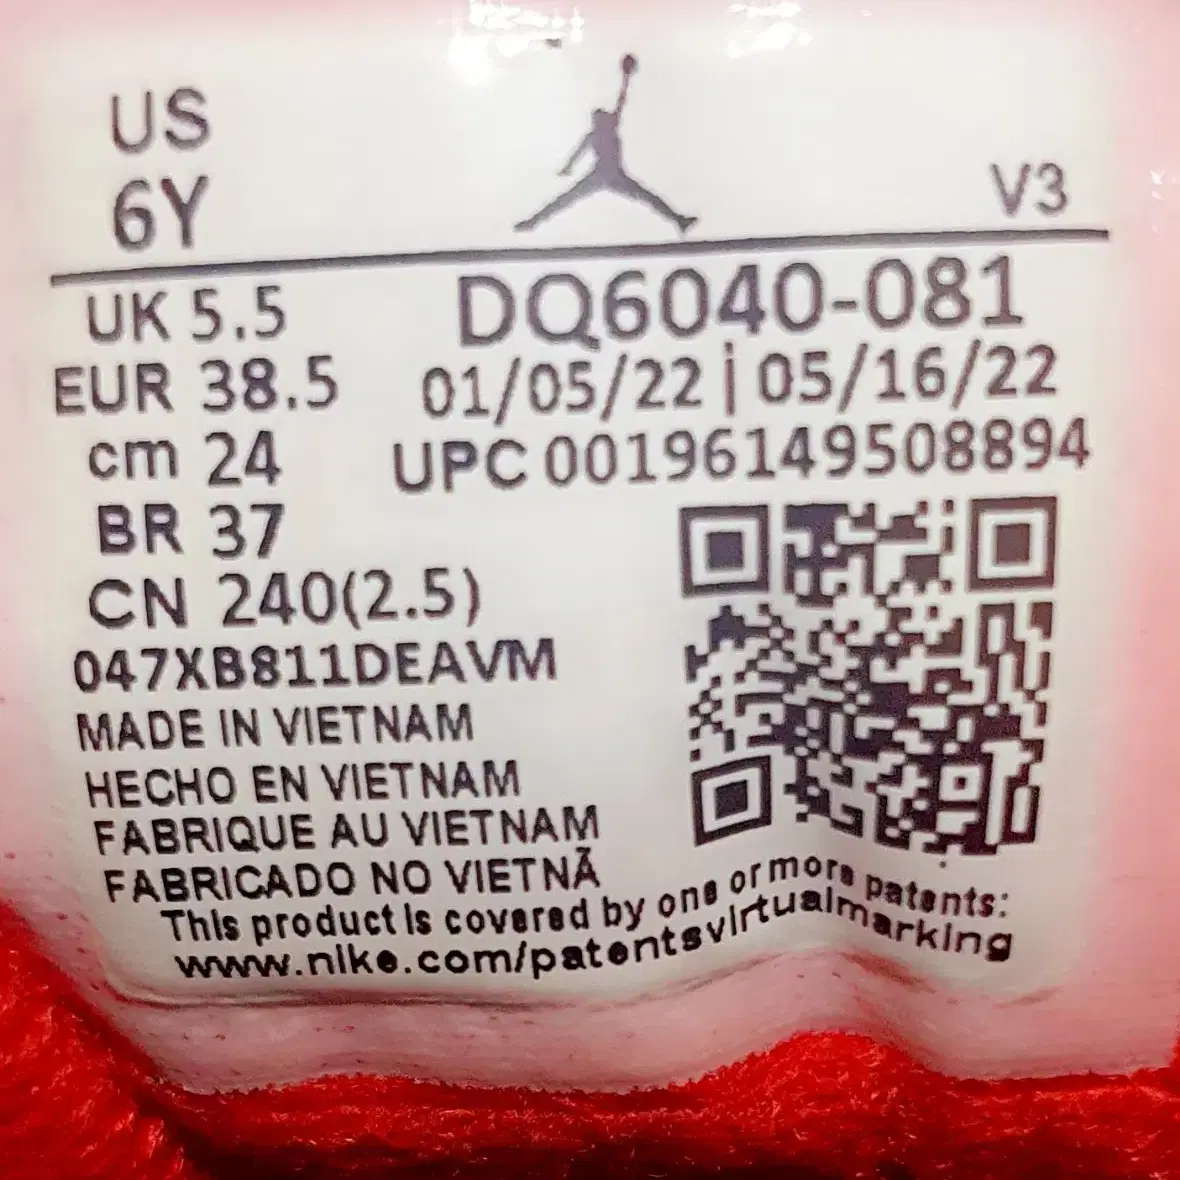 US
6Y
V3
UK 5.5
DQ6040-081
EUR 38.5
01/05/22 | 05/16/22
cm 24
UPC 00196149508894
BR 37
CN 240(2.5)
047XB811DEAVM
MADE IN VIETNAM
HECHO EN VIETNAM
FABRIQUE AU VIETNAM
FABRICADO NO VIETNÃ
This product is covered by one or more patents:
www.nike.com/patentsvirtualmarking